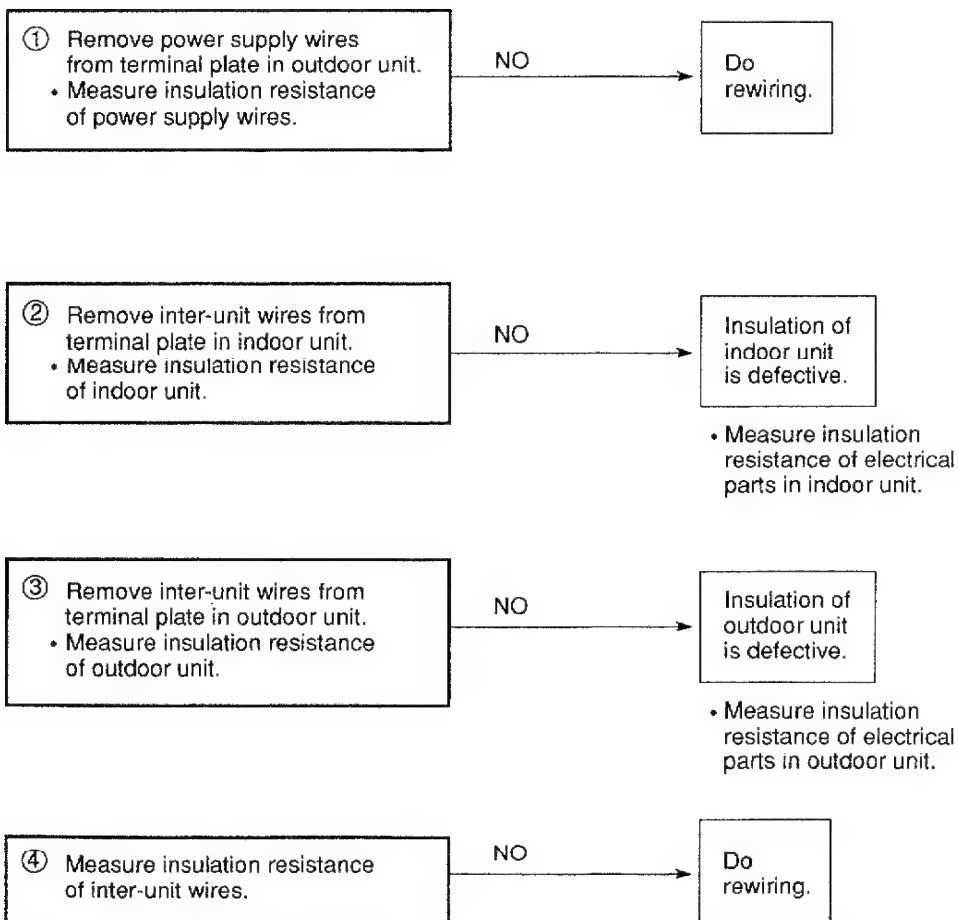 ① Remove power supply wires
from terminal plate in outdoor unit.
• Measure insulation resistance
of power supply wires.
NO
Do
rewiring.
② Remove inter-unit wires from
terminal plate in indoor unit.
• Measure insulation resistance
of indoor unit.
NO
Insulation of
indoor unit
is defective.
• Measure insulation
resistance of electrical
parts in indoor unit.
③ Remove inter-unit wires from
terminal plate in outdoor unit.
• Measure insulation resistance
of outdoor unit.
NO
Insulation of
outdoor unit
is defective.
• Measure insulation
resistance of electrical
parts in outdoor unit.
④ Measure insulation resistance
of inter-unit wires.
NO
Do
rewiring.